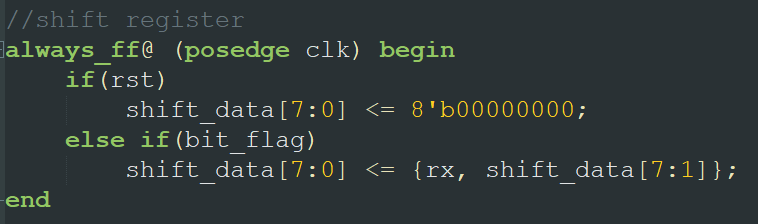 //shift register
always_ff@ (posedge clk) begin
if(rst)
shift_data[7:0] <= 8'b00000000;
else if(bit_flag)
shift_data[7:0] <= {rx, shift_data[7:1]};
end